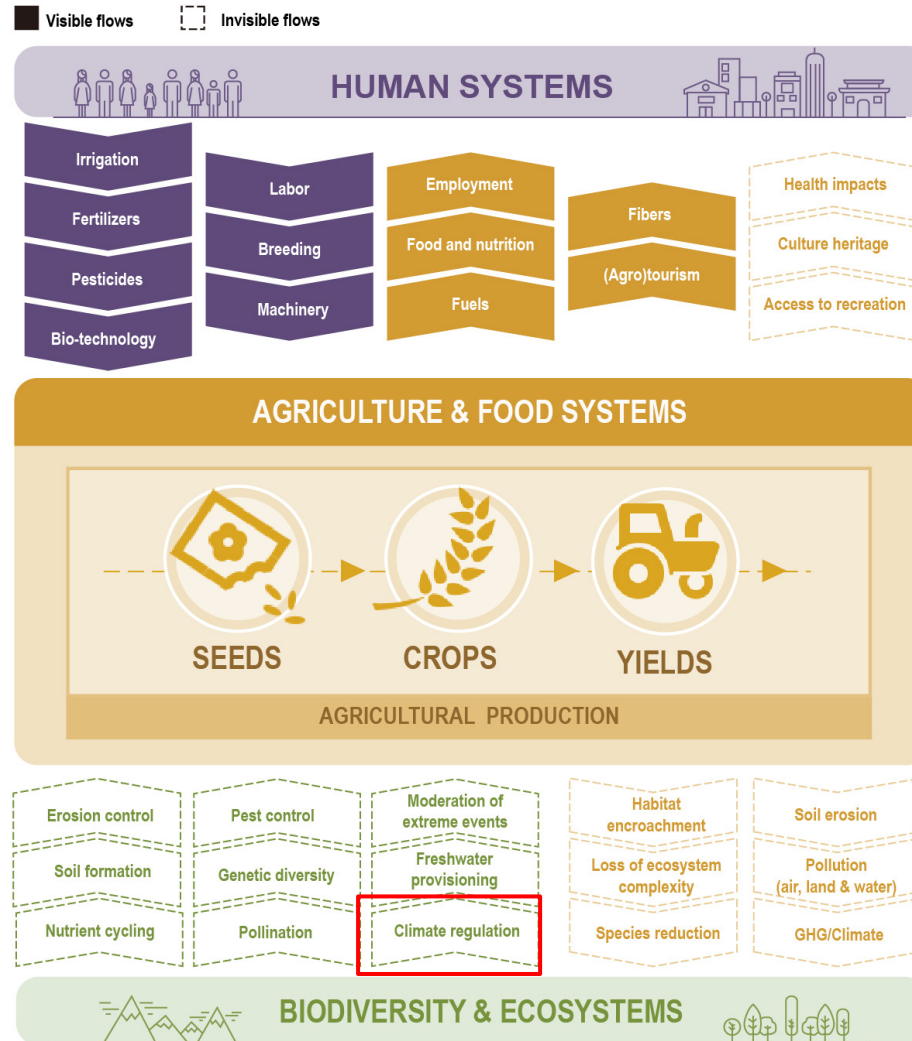 Visible flows
Invisible flows
HUMAN SYSTEMS
Irrigation
Fertilizers
Pesticides
Bio-technology
Labor
Breeding
Machinery
Employment
Food and nutrition
Fuels
Fibers
(Agro)tourism
Health impacts
Culture heritage
Access to recreation
AGRICULTURE & FOOD SYSTEMS
SEEDS
CROPS
YIELDS
AGRICULTURAL PRODUCTION
Erosion control
Soil formation
Nutrient cycling
Pest control
Genetic diversity
Pollination
Moderation of
extreme events
Freshwater
provisioning
Climate regulation
Habitat
encroachment
Loss of ecosystem
complexity
Species reduction
Soil erosion
Pollution
(air, land & water)
GHG/Climate
BIODIVERSITY & ECOSYSTEMS